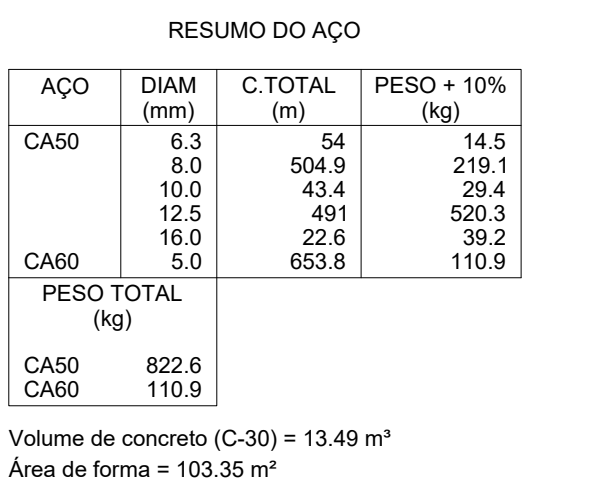 RESUMO DO AÇO
AÇO DIAM C.TOTAL PESO + 10%
(mm) (m) (kg)
CA50 6.3 54 14.5
8.0 504.9 219.1
10.0 43.4 29.4
12.5 491 520.3
16.0 22.6 39.2
CA60 5.0 653.8 110.9
PESO TOTAL
(kg)
CA50 822.6
CA60 110.9
Volume de concreto (C-30) = 13.49 m³
Área de forma = 103.35 m²